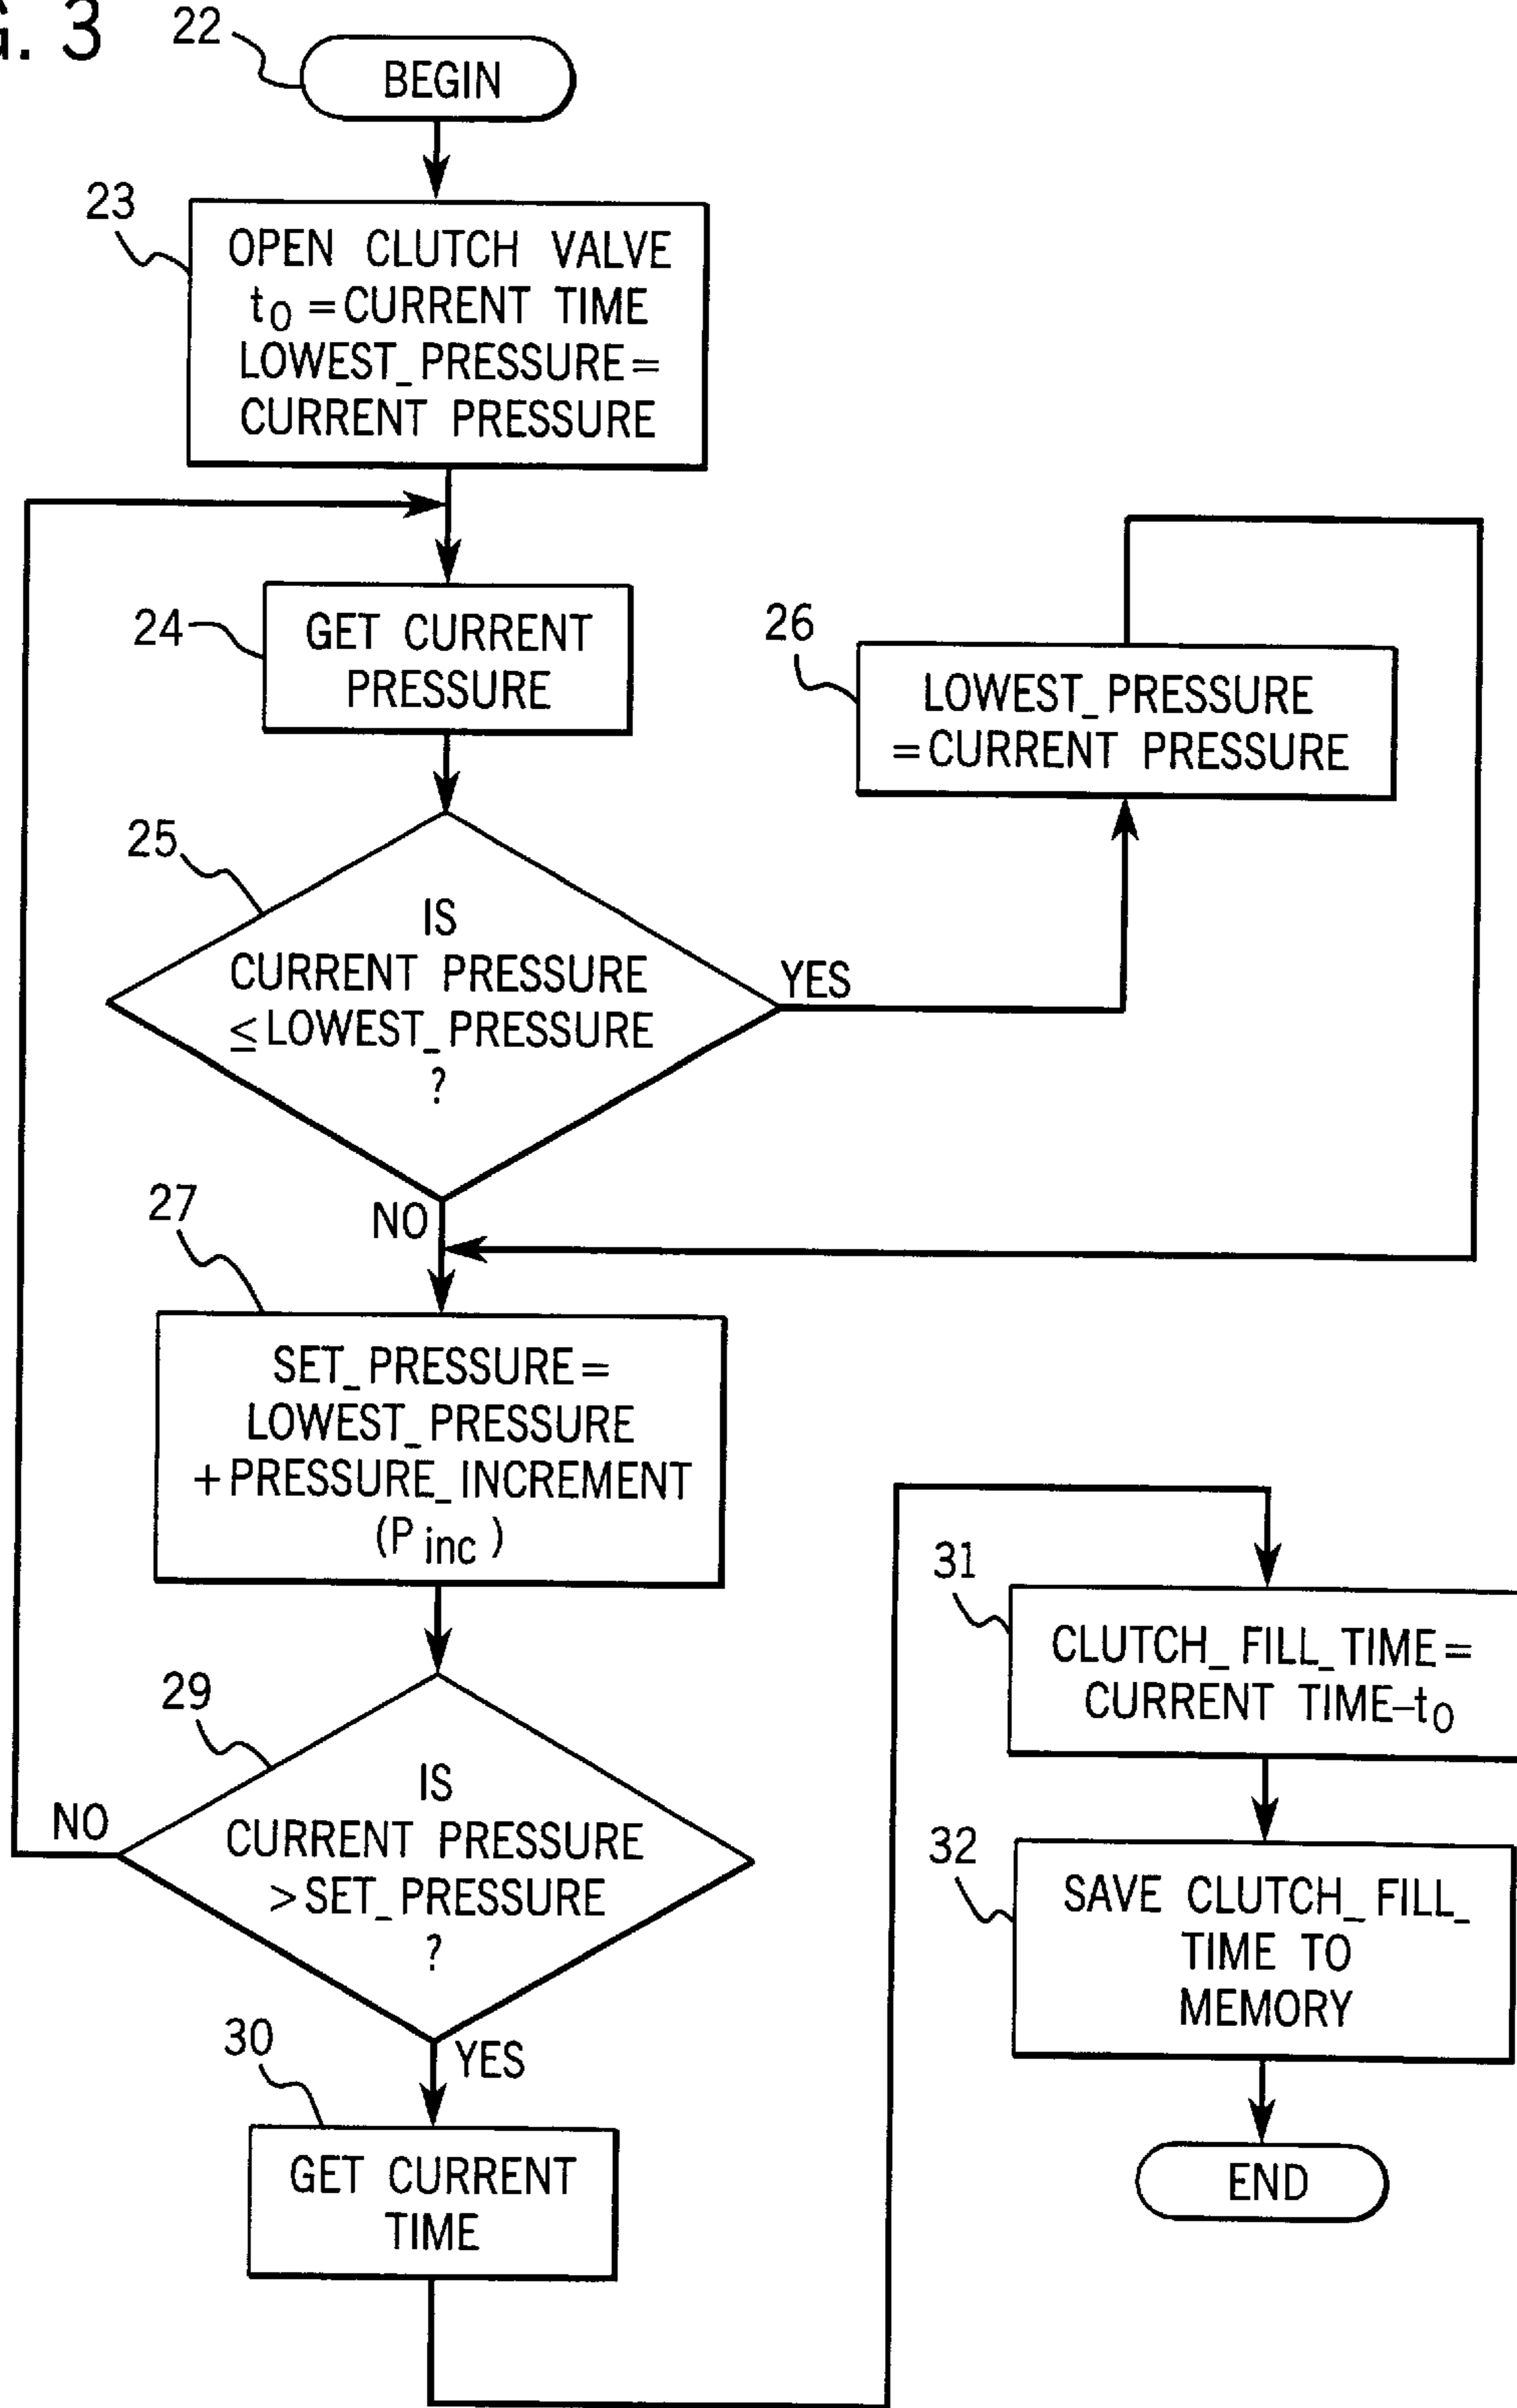 G. 3
22
BEGIN
23
OPEN CLUTCH VALVE
t0 = CURRENT TIME
LOWEST_PRESSURE =
CURRENT PRESSURE
24
GET CURRENT
PRESSURE
26
LOWEST_PRESSURE
= CURRENT PRESSURE
25
IS
CURRENT PRESSURE
≤ LOWEST_PRESSURE
?
YES
NO
27
SET_PRESSURE =
LOWEST_PRESSURE
+ PRESSURE_INCREMENT
(Pinc)
29
IS
CURRENT PRESSURE
> SET_PRESSURE
?
NO
YES
30
GET CURRENT
TIME
31
CLUTCH_FILL_TIME =
CURRENT TIME–t0
32
SAVE CLUTCH_FILL_
TIME TO
MEMORY
END